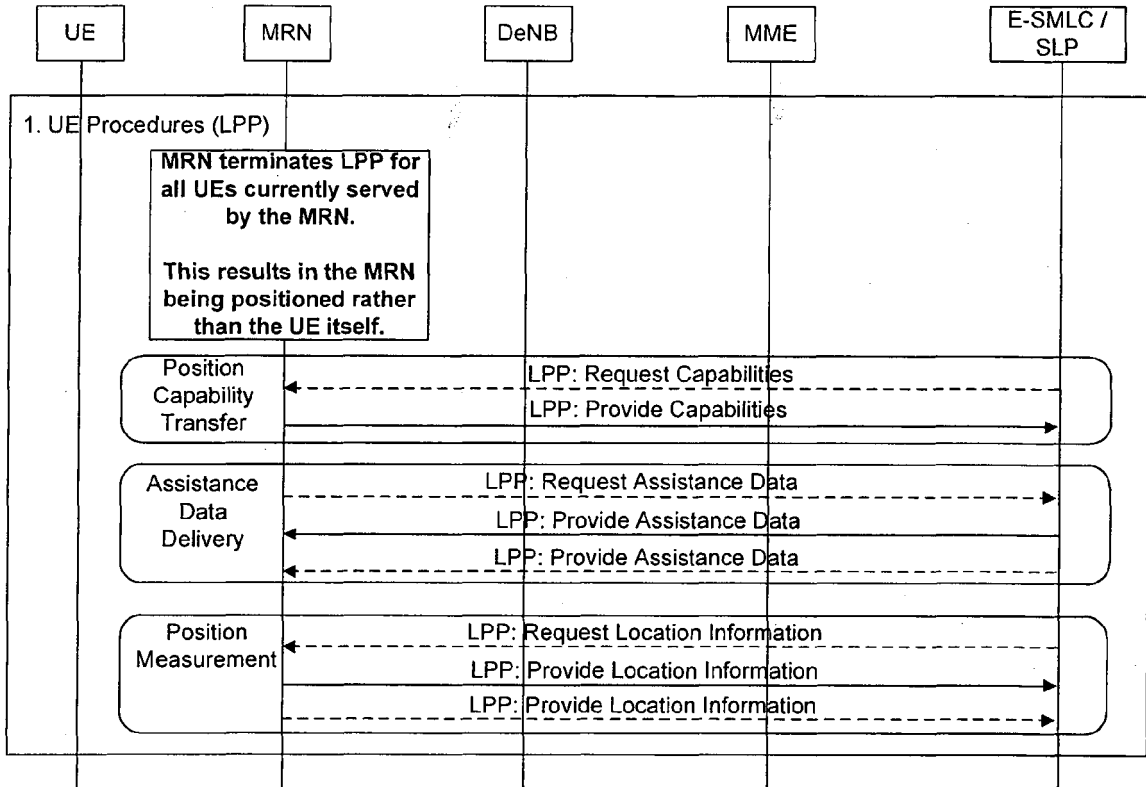 UE
MRN
DeNB
MME
E-SMLC /
SLP
1. UE Procedures (LPP)
MRN terminates LPP for
all UEs currently served
by the MRN.
This results in the MRN
being positioned rather
than the UE itself.
Position
Capability
Transfer
LPP: Request Capabilities
LPP: Provide Capabilities
Assistance
Data
Delivery
LPP: Request Assistance Data
LPP: Provide Assistance Data
LPP: Provide Assistance Data
Position
Measurement
LPP: Request Location Information
LPP: Provide Location Information
LPP: Provide Location Information